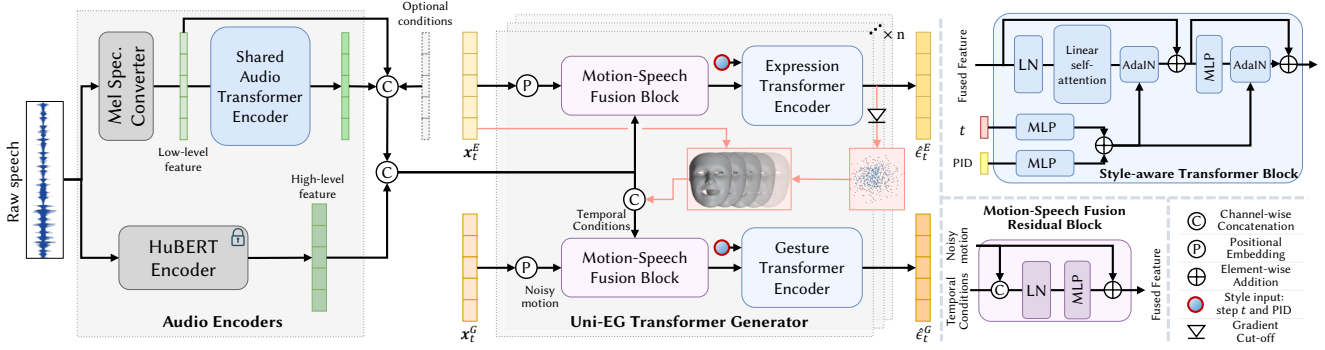 Raw speech
Mel Spec.
Converter
Low-level
feature
Shared
Audio
Transformer
Encoder
Optional
conditions
C
C
HuBERT
Encoder
High-level
feature
Audio Encoders
x_t^E
P
Motion-Speech
Fusion Block
Expression
Transformer
Encoder
× n
ε̂_t^E
C
Temporal
Conditions
x_t^G
P
Noisy
motion
Motion-Speech
Fusion Block
Gesture
Transformer
Encoder
ε̂_t^G
Uni-EG Transformer Generator
Fused Feature
LN
Linear
self-
attention
AdaIN
MLP
AdaIN
t
MLP
PID
MLP
Style-aware Transformer Block
Motion-Speech Fusion
Residual Block
Noisy
motion
Temporal
Conditions
C
LN
MLP
Fused Feature
C
Channel-wise
Concatenation
P
Positional
Embedding
Element-wise
Addition
Style input:
step t and PID
Gradient
Cut-off